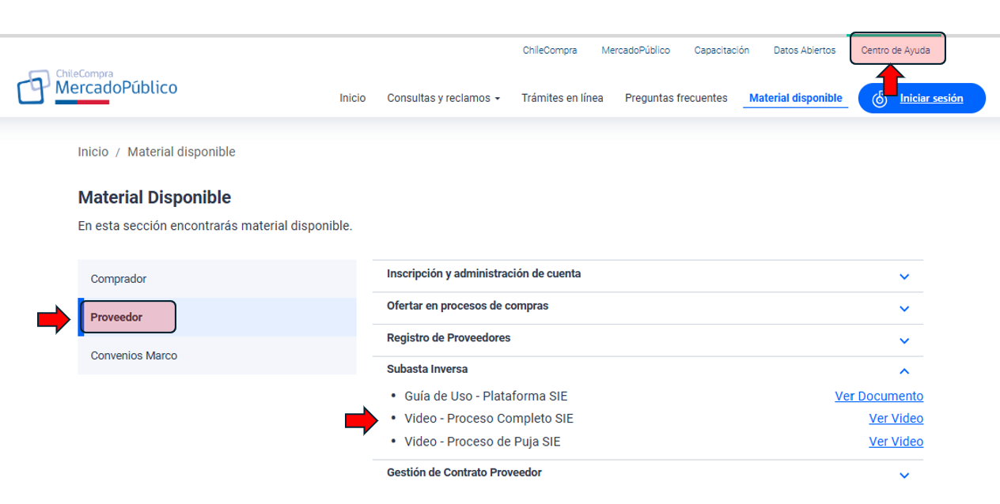 ChileCompra MercadoPúblico Capacitación Datos Abiertos Centro de Ayuda
ChileCompra
MercadoPúblico
Inicio Consultas y reclamos Trámites en línea Preguntas frecuentes Material disponible Iniciar sesión
Inicio / Material disponible
Material Disponible
En esta sección encontrarás material disponible.
Comprador
Proveedor
Convenios Marco
Inscripción y administración de cuenta
Ofertar en procesos de compras
Registro de Proveedores
Subasta Inversa
• Guía de Uso - Plataforma SIE Ver Documento
• Video - Proceso Completo SIE Ver Video
• Video - Proceso de Puja SIE Ver Video
Gestión de Contrato Proveedor